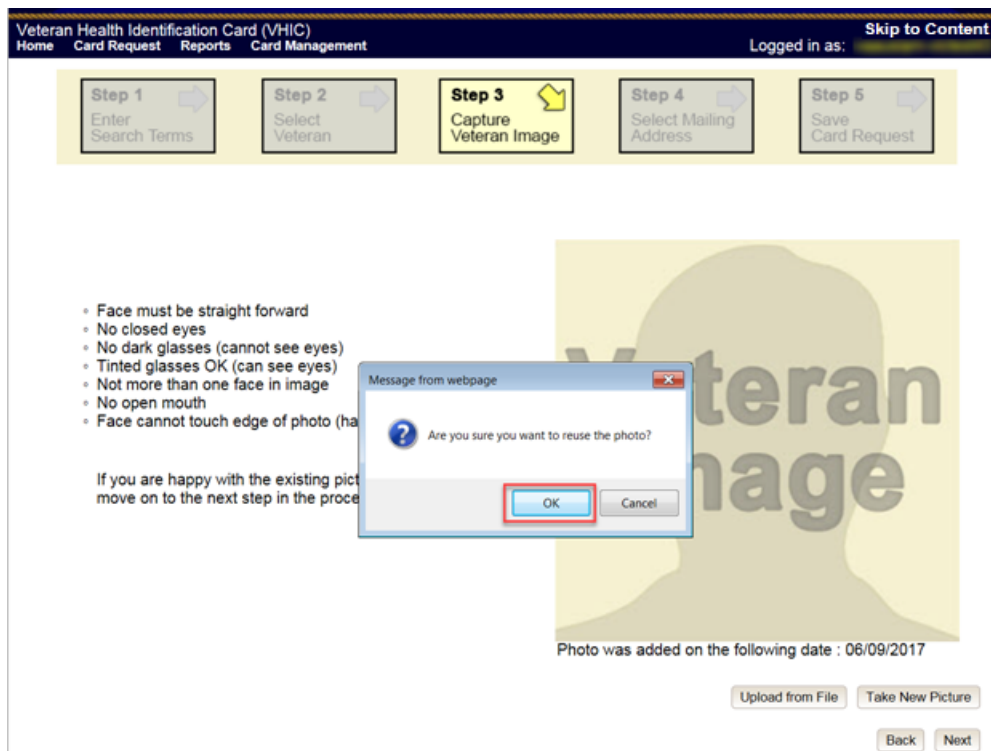 Veteran Health Identification Card (VHIC)
Skip to Content
Home Card Request Reports Card Management
Logged in as:
Step 1
Enter
Search Terms
Step 2
Select
Veteran
Step 3
Capture
Veteran Image
Step 4
Select Mailing
Address
Step 5
Save
Card Request
Face must be straight forward
No closed eyes
No dark glasses (cannot see eyes)
Tinted glasses OK (can see eyes)
Not more than one face in image
No open mouth
Face cannot touch edge of photo (ha
If you are happy with the existing pict
move on to the next step in the proce
Message from webpage
Are you sure you want to reuse the photo?
OK Cancel
Photo was added on the following date : 06/09/2017
Upload from File Take New Picture
Back Next